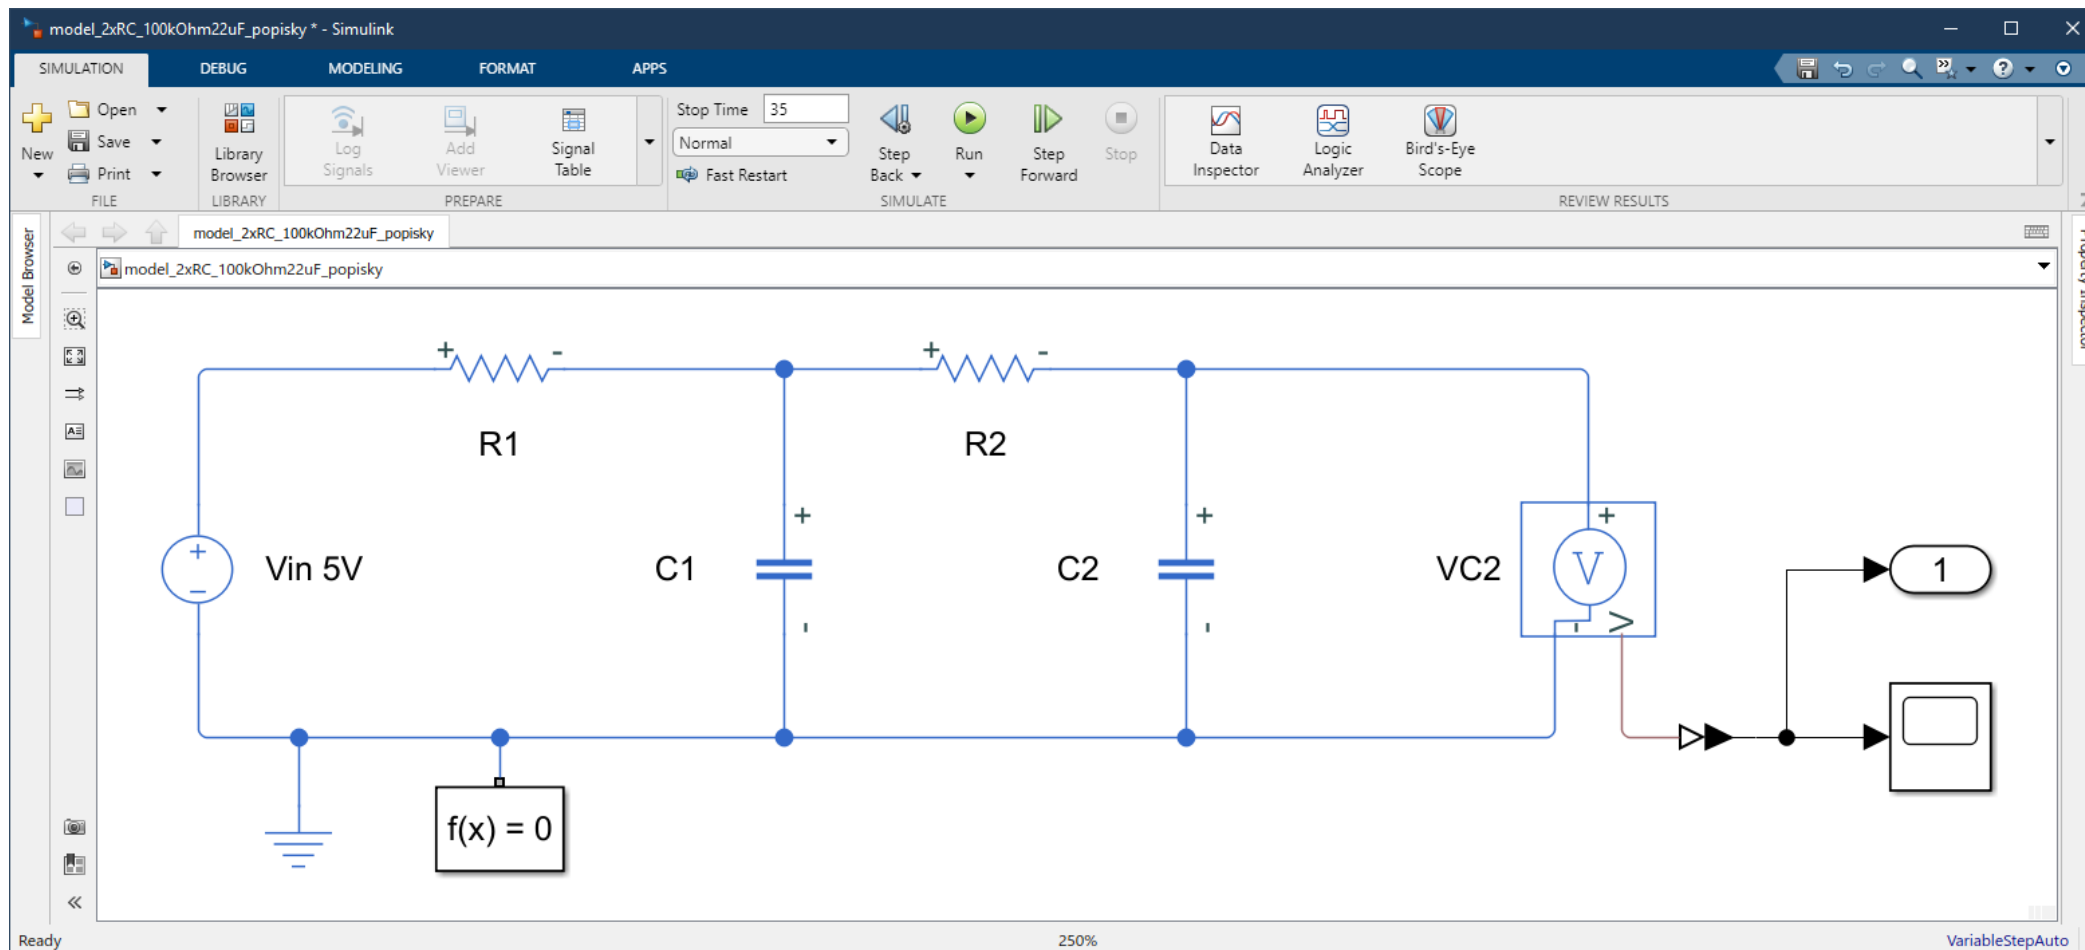 model_2xRC_100kOhm22uF_popisky * - Simulink
SIMULATION DEBUG MODELING FORMAT APPS
New
Open
Save
Print
FILE
Library
Browser
LIBRARY
Log
Signals
Add
Viewer
Signal
Table
PREPARE
Stop Time 35
Normal
Fast Restart
Step
Back
Run
Step
Forward
Stop
SIMULATE
Data
Inspector
Logic
Analyzer
Bird's-Eye
Scope
REVIEW RESULTS
Model Browser
model_2xRC_100kOhm22uF_popisky
model_2xRC_100kOhm22uF_popisky
Property Inspector
+ -
R1
+ -
R2
+
-
Vin 5V
+
C1
-
+
C2
-
VC2
+
V
- V
1
f(x) = 0
Ready
250%
VariableStepAuto